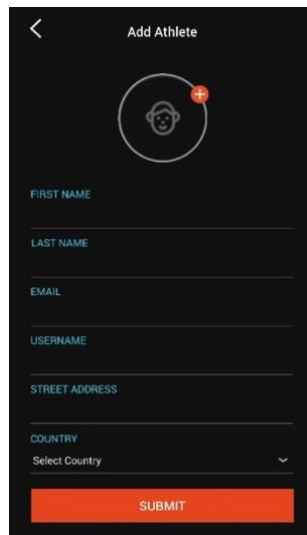 Add Athlete
FIRST NAME
LAST NAME
EMAIL
USERNAME
STREET ADDRESS
COUNTRY
Select Country
SUBMIT